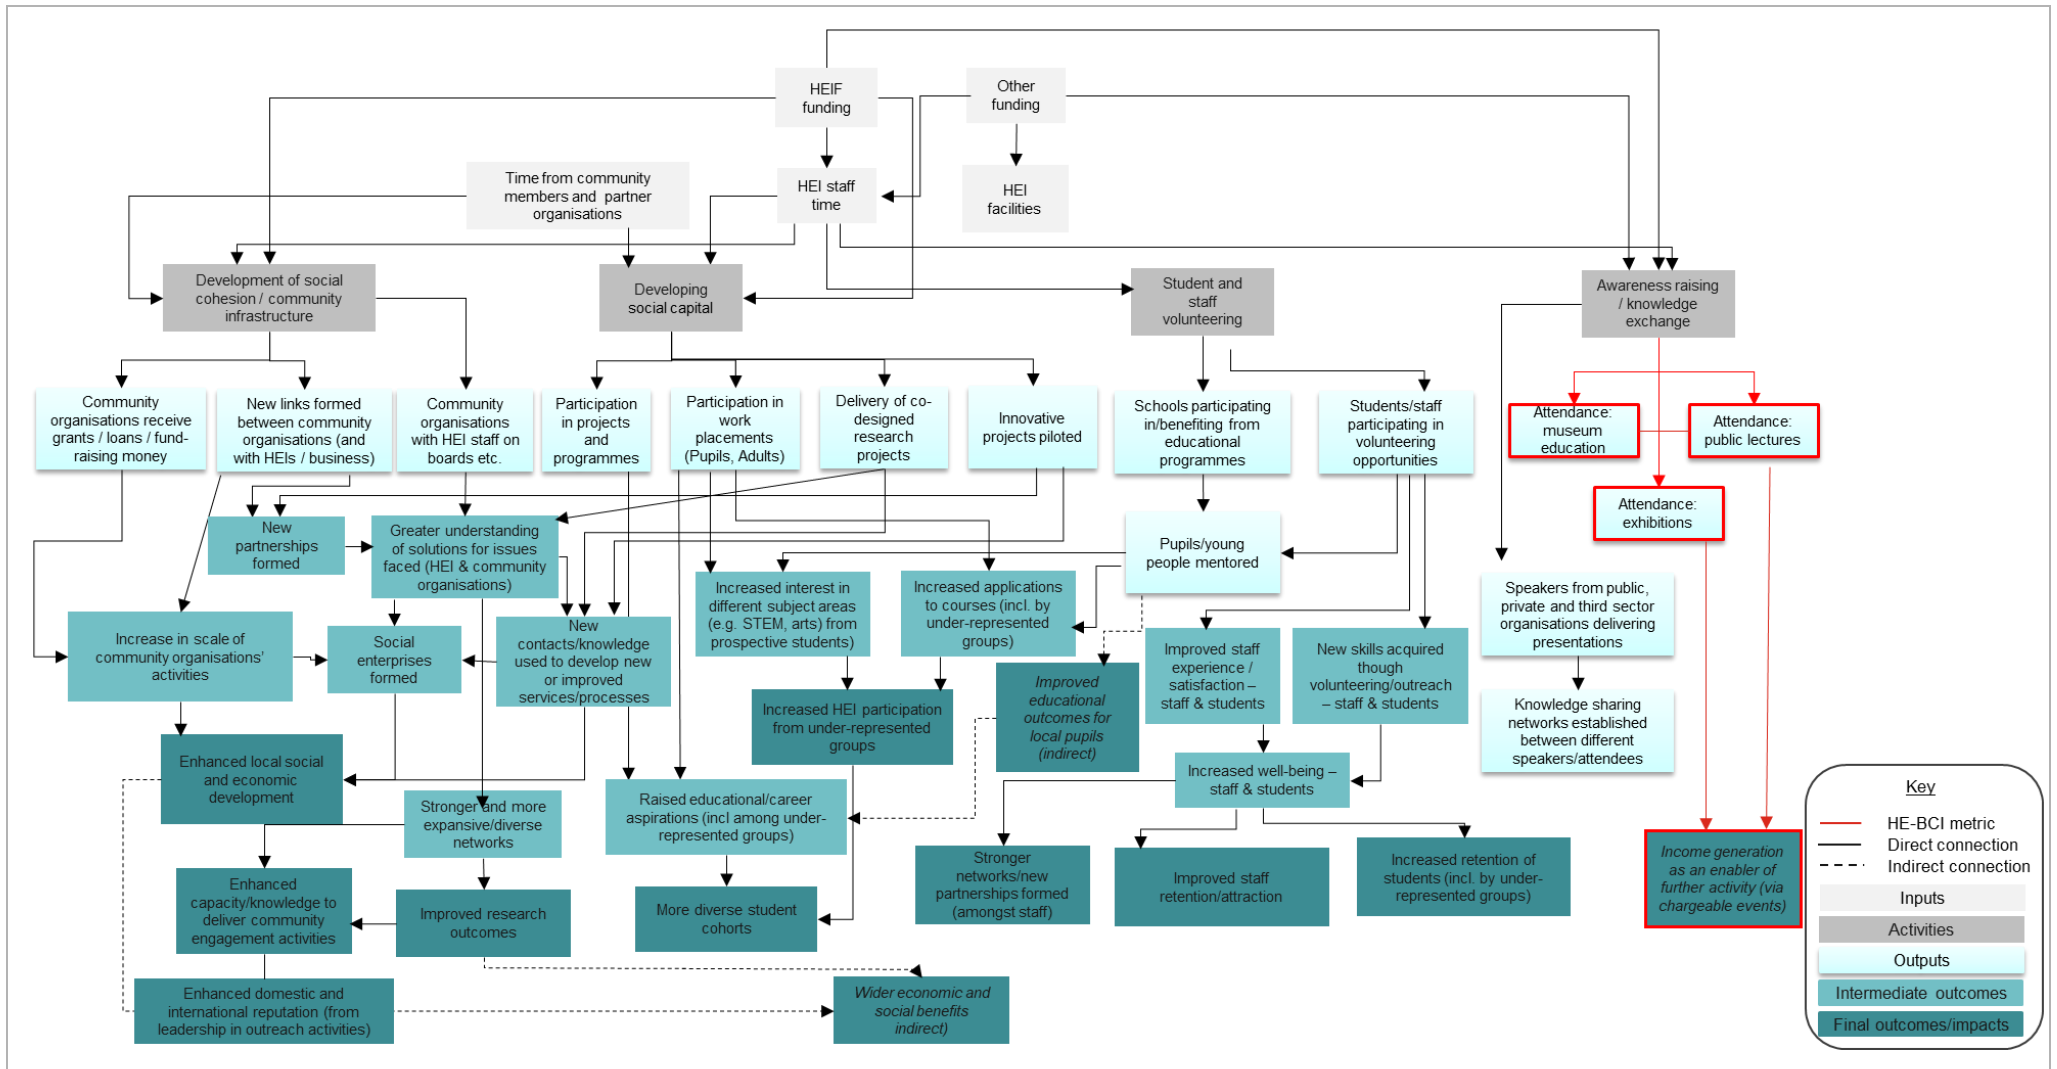 HEIF
funding
Other
funding
Time from community
members and partner
organisations
HEI staff
time
HEI
facilities
Development of social
cohesion / community
infrastructure
Developing
social capital
Student and
staff
volunteering
Awareness raising
/ knowledge
exchange
Community
organisations receive
grants / loans / fund-
raising money
New links formed
between community
organisations (and
with HEIs / business)
Community
organisations
with HEI staff on
boards etc.
Participation
in projects
and
programmes
Participation in
work
placements
(Pupils, Adults)
Delivery of co-
designed
research
projects
Innovative
projects piloted
Schools participating
in/benefiting from
educational
programmes
Students/staff
participating in
volunteering
opportunities
Attendance:
museum
education
Attendance:
public lectures
Attendance:
exhibitions
New
partnerships
formed
Greater understanding
of solutions for issues
faced (HEI & community
organisations)
Pupils/young
people mentored
Increased interest in
different subject areas
(e.g. STEM, arts) from
prospective students)
Increased applications
to courses (incl. by
under-represented
groups)
Speakers from public,
private and third sector
organisations delivering
presentations
Increase in scale of
community organisations'
activities
Social
enterprises
formed
New
contacts/knowledge
used to develop new
or improved
services/processes
Improved staff
experience /
satisfaction –
staff & students
New skills acquired
though
volunteering/outreach
– staff & students
Increased HEI participation
from under-represented
groups
Improved
educational
outcomes for
local pupils
(indirect)
Knowledge sharing
networks established
between different
speakers/attendees
Enhanced local social
and economic
development
Increased well-being –
staff & students
Stronger and more
expansive/diverse
networks
Raised educational/career
aspirations (incl among under-
represented groups)
Stronger
networks/new
partnerships formed
(amongst staff)
Improved staff
retention/attraction
Increased retention of
students (incl. by under-
represented groups)
Income generation
as an enabler of
further activity (via
chargeable events)
Enhanced
capacity/knowledge to
deliver community
engagement activities
Improved research
outcomes
More diverse student
cohorts
Enhanced domestic and
international reputation (from
leadership in outreach activities)
Wider economic and
social benefits
indirect)
Key
HE-BCI metric
Direct connection
Indirect connection
Inputs
Activities
Outputs
Intermediate outcomes
Final outcomes/impacts